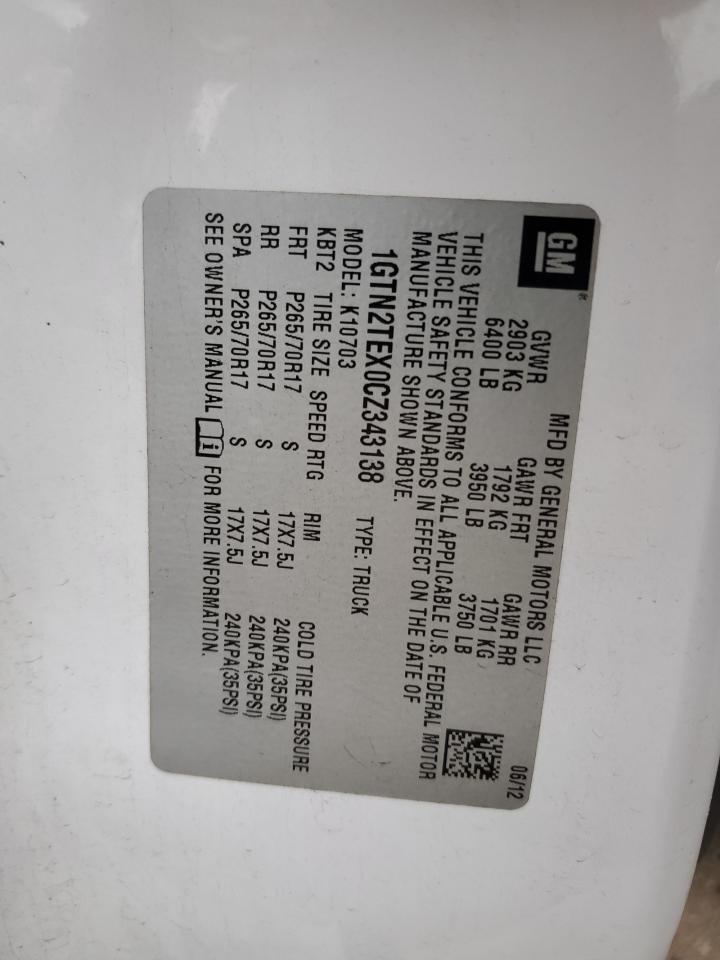 GM
MFD BY GENERAL MOTORS LLC 06/12
GVWR GAWR FRT GAWR RR
2903 KG 1792 KG 1701 KG
6400 LB 3950 LB 3750 LB
THIS VEHICLE CONFORMS TO ALL APPLICABLE U.S. FEDERAL MOTOR
VEHICLE SAFETY STANDARDS IN EFFECT ON THE DATE OF
MANUFACTURE SHOWN ABOVE.
1GTN2TEX0CZ343138 TYPE: TRUCK
MODEL: K10703
KBT2 TIRE SIZE SPEED RTG RIM COLD TIRE PRESSURE
FRT P265/70R17 S 17X7.5J 240KPA(35PSI)
RR P265/70R17 S 17X7.5J 240KPA(35PSI)
SPA P265/70R17 S 17X7.5J 240KPA(35PSI)
SEE OWNER'S MANUAL i FOR MORE INFORMATION.